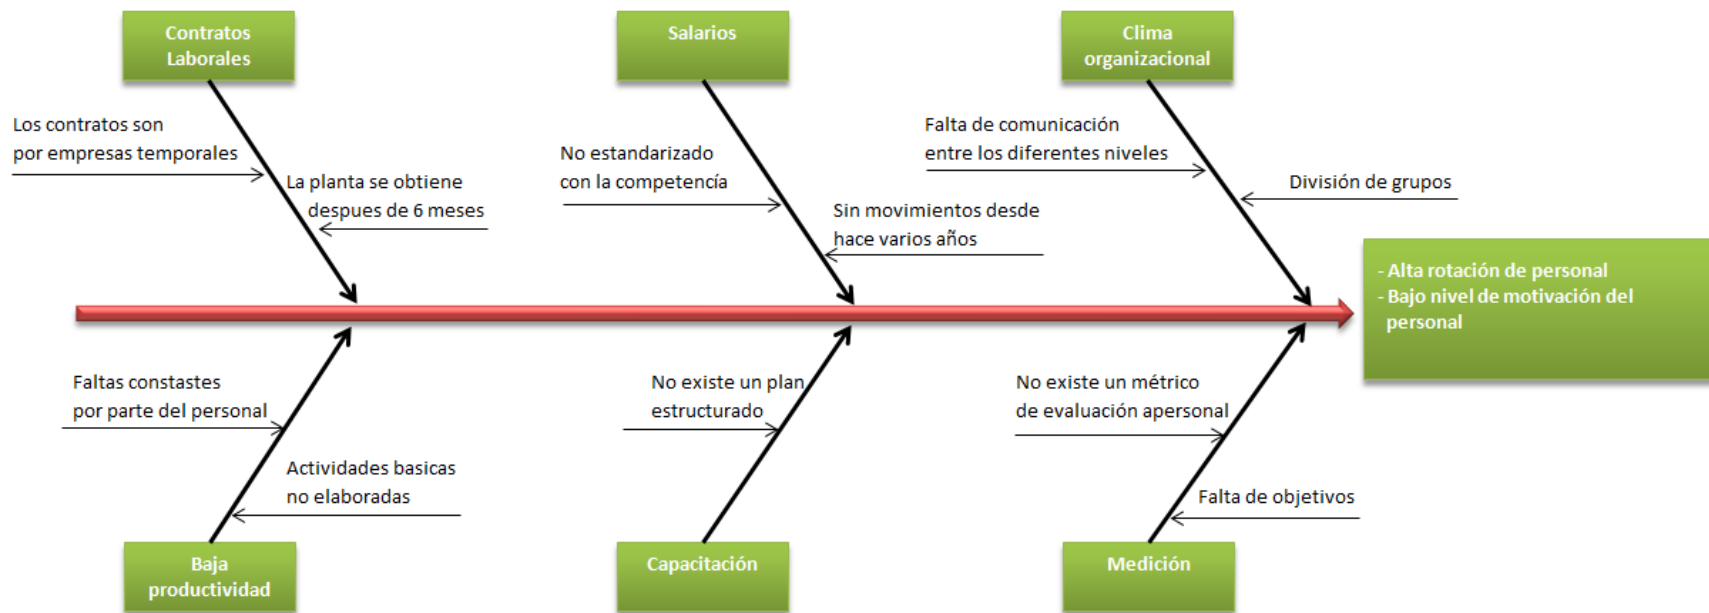 Contratos
Laborales
Salarios
Clima
organizacional
Los contratos son
por empresas temporales
La planta se obtiene
despues de 6 meses
No estandarizado
con la competencía
Sin movimientos desde
hace varios años
Falta de comunicación
entre los diferentes niveles
División de grupos
- Alta rotación de personal
- Bajo nivel de motivación del
personal
Faltas constastes
por parte del personal
Actividades basicas
no elaboradas
No existe un plan
estructurado
No existe un métrico
de evaluación apersonal
Falta de objetivos
Baja
productividad
Capacitación
Medición